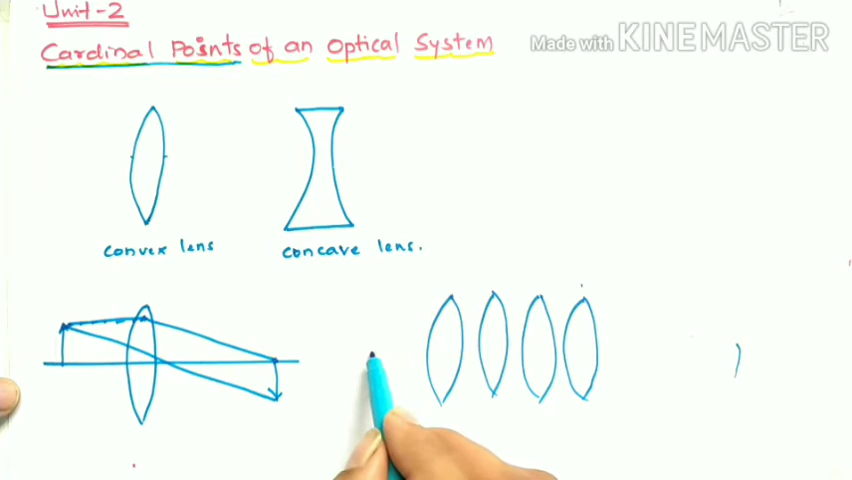 Unit-2
Cardinal Points of an Optical System
Made with KINEMASTER
convex lens
concave lens.